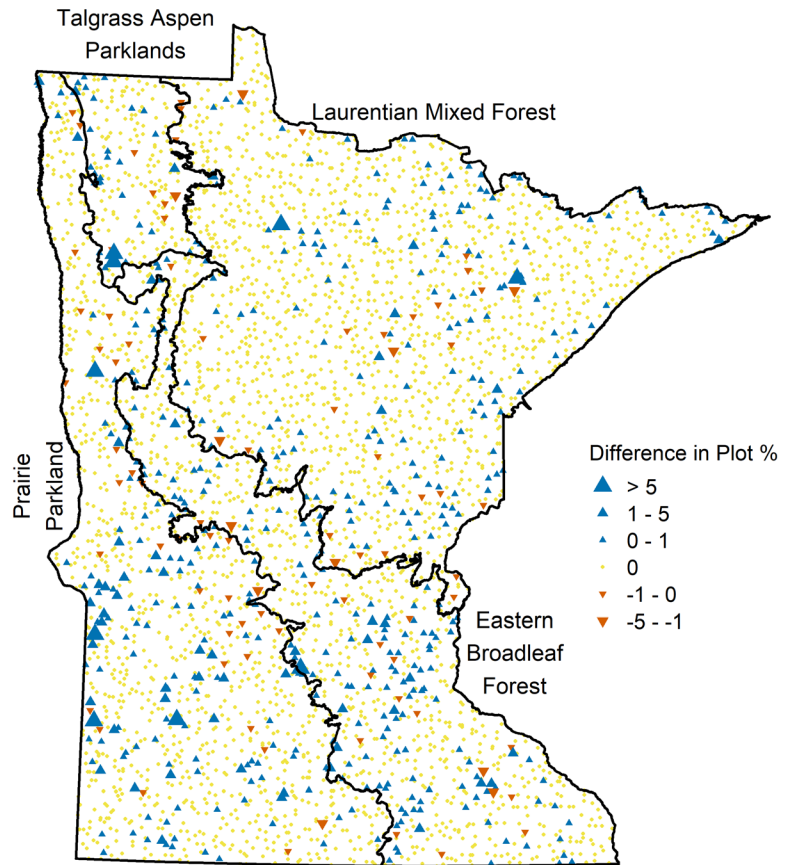 Talgrass Aspen
Parklands
Laurentian Mixed Forest
Prairie
Parkland
Difference in Plot %
> 5
1 - 5
0 - 1
0
-1 - 0
-5 - -1
Eastern
Broadleaf
Forest